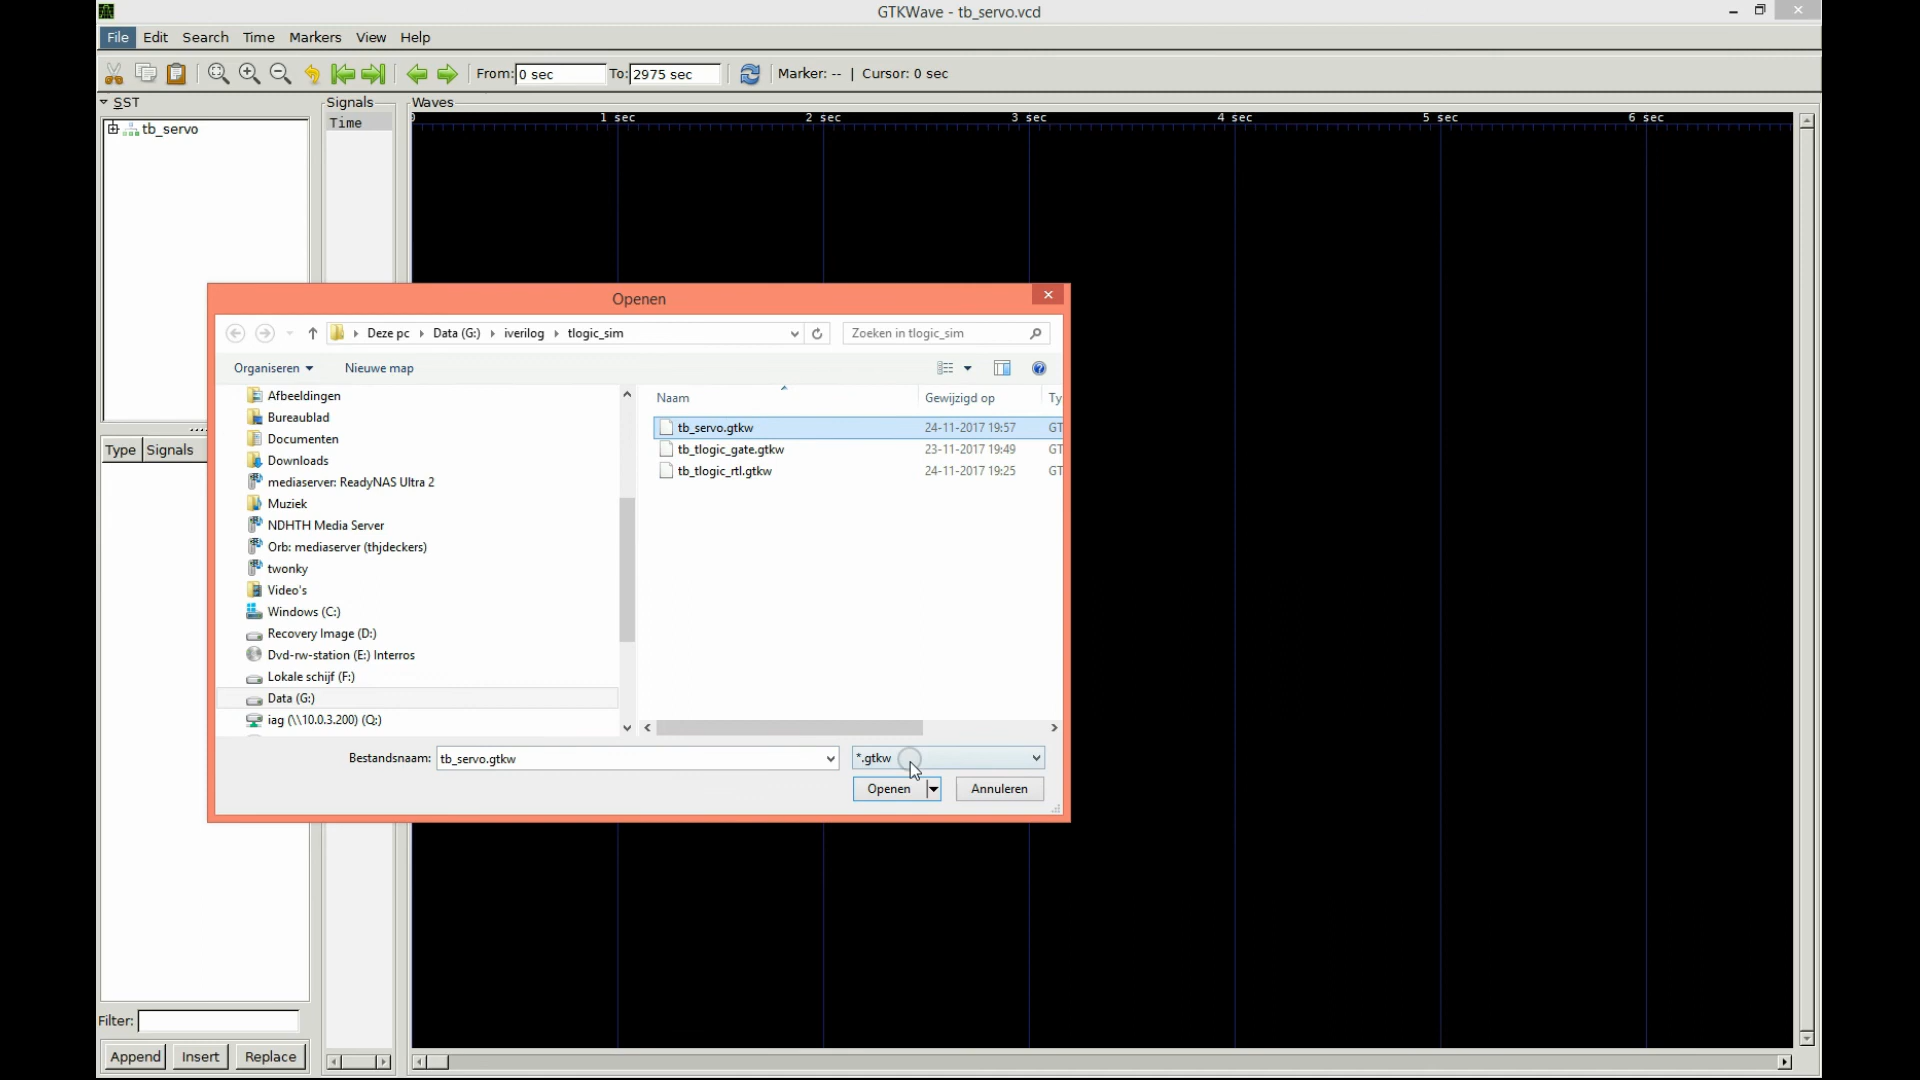 GTKWave - tb_servo.vcd
File Edit Search Time Markers View Help
From: 0 sec To: 2975 sec Marker: -- | Cursor: 0 sec
SST
Signals
Waves
tb_servo
Time
0 1 sec 2 sec 3 sec 4 sec 5 sec 6 sec
Openen
Deze pc Data (G:) iverilog tlogic_sim
Zoeken in tlogic_sim
Organiseren Nieuwe map
Afbeeldingen
Bureaublad
Documenten
Downloads
mediaserver: ReadyNAS Ultra 2
Muziek
NDHTH Media Server
Orb: mediaserver (thjdeckers)
twonky
Video's
Windows (C:)
Recovery Image (D:)
Dvd-rw-station (E:) Interros
Lokale schijf (F:)
Data (G:)
iag (\\10.0.3.200) (Q:)
Naam Gewijzigd op Ty
tb_servo.gtkw 24-11-2017 19:57 GT
tb_tlogic_gate.gtkw 23-11-2017 19:49 GT
tb_tlogic_rtl.gtkw 24-11-2017 19:25 GT
Bestandsnaam: tb_servo.gtkw *.gtkw
Openen Annuleren
Type Signals
Filter:
Append Insert Replace